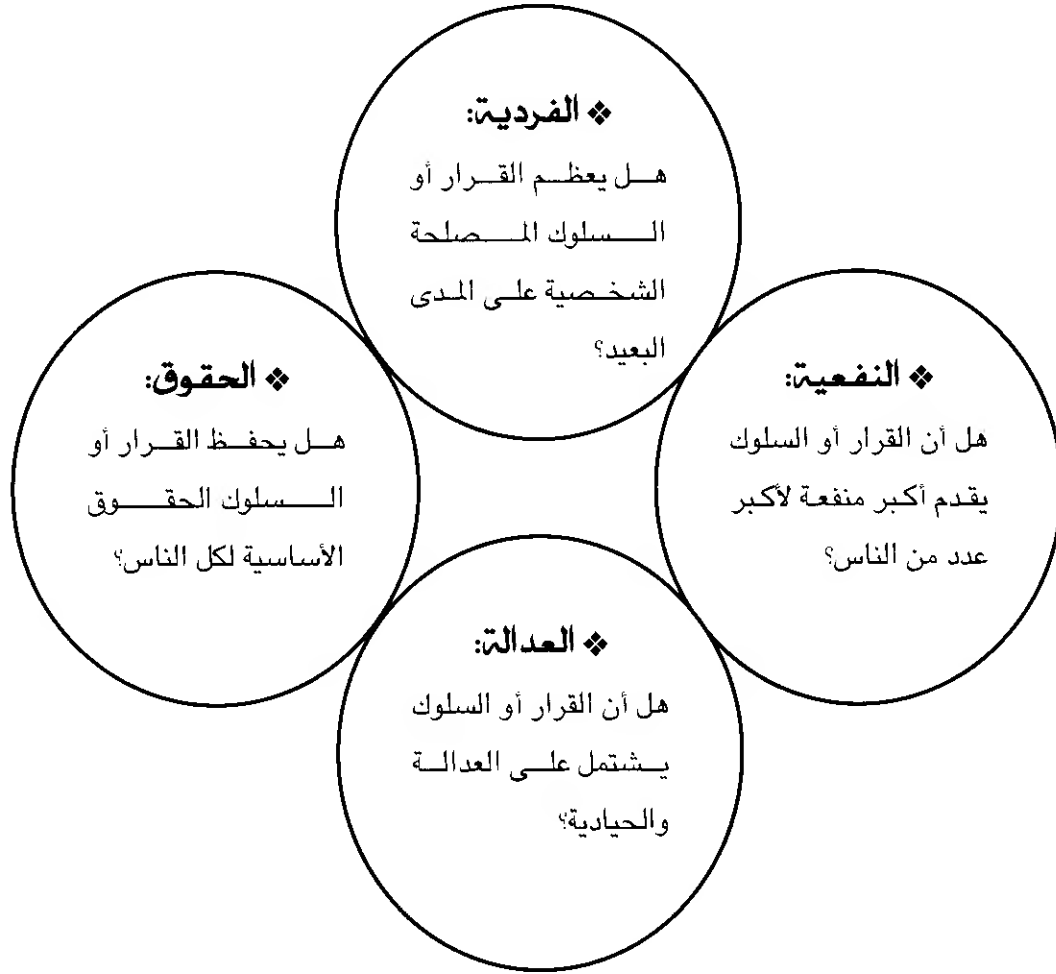 ❖ الفردية:
هل يعظم القرار أو
السلوك المصلحة
الشخصية على المدى
البعيد؟
❖ النفعية:
هل أن القرار أو السلوك
يقدم أكبر منفعة لأكبر
عدد من الناس؟
❖ الحقوق:
هل يحفظ القرار أو
السلوك الحقوق
الأساسية لكل الناس؟
❖ العدالة:
هل أن القرار أو السلوك
يشتمل على العدالة
والحيادية؟